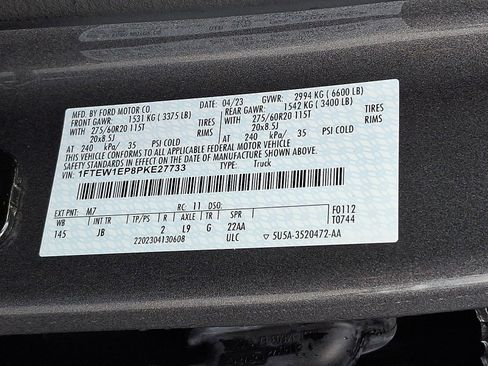 MFD. BY FORD MOTOR CO. DATE: 04/23 GVWR: 2994 KG (6600 LB)
FRONT GAWR: 1531 KG (3375 LB) REAR GAWR: 1542 KG (3400 LB)
WITH 275/60R20 115T TIRES WITH 275/60R20 115T TIRES
20x8.5J RIMS 20x8.5J RIMS
AT 240 kPa/ 35 PSI COLD AT 240 kPa/ 35 PSI COLD
THIS VEHICLE CONFORMS TO ALL APPLICABLE FEDERAL MOTOR VEHICLE
SAFETY STANDARDS IN EFFECT ON THE DATE OF MANUFACTURE SHOWN ABOVE.
VIN: 1FTEW1EP8PKE27733 TYPE: Truck
EXT PNT: M7 RC: 11 DSO: F0112
WB INT TR TP/PS R AXLE TR SPR T0744
145 JB 2 L9 G 22AA
2202304130608 ULC 5U5A-3520472-AA